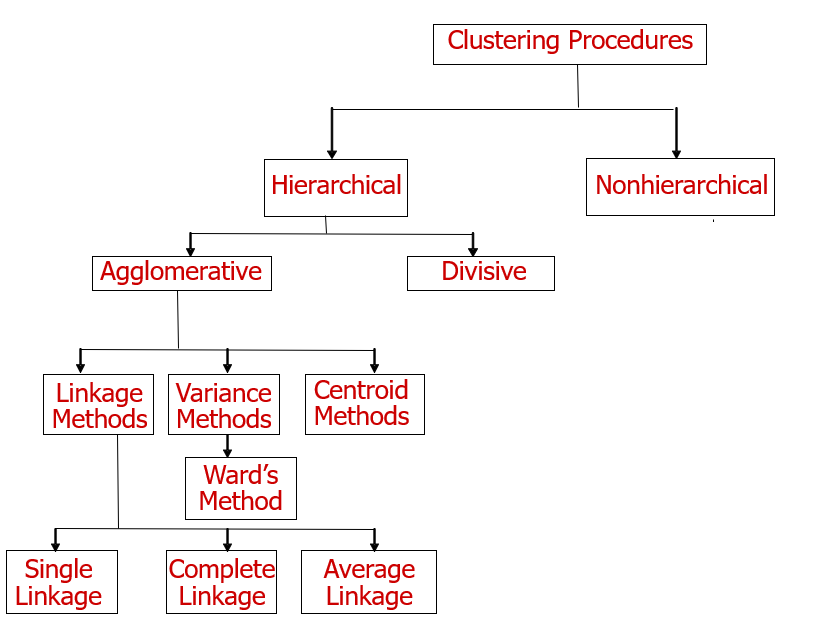 Clustering Procedures
Hierarchical
Nonhierarchical
Agglomerative
Divisive
Linkage
Methods
Variance
Methods
Centroid
Methods
Ward’s
Method
Single
Linkage
Complete
Linkage
Average
Linkage